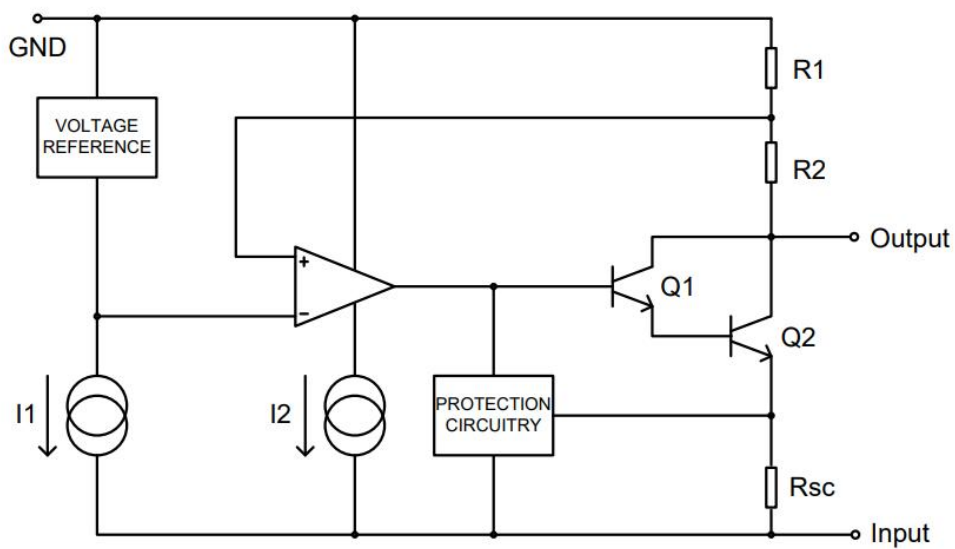 GND
R1
VOLTAGE
REFERENCE
R2
Output
+
Q1
−
Q2
I1
I2
PROTECTION
CIRCUITRY
Rsc
Input